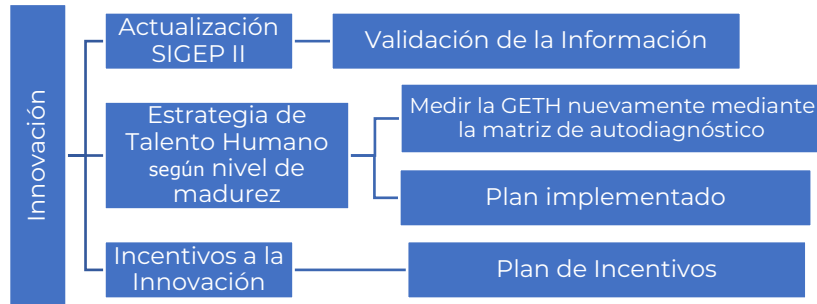 Innovación
Actualización
SIGEP II
Validación de la Información
Estrategia de
Talento Humano
según nivel de
madurez
Medir la GETH nuevamente mediante
la matriz de autodiagnóstico
Plan implementado
Incentivos a la
Innovación
Plan de Incentivos